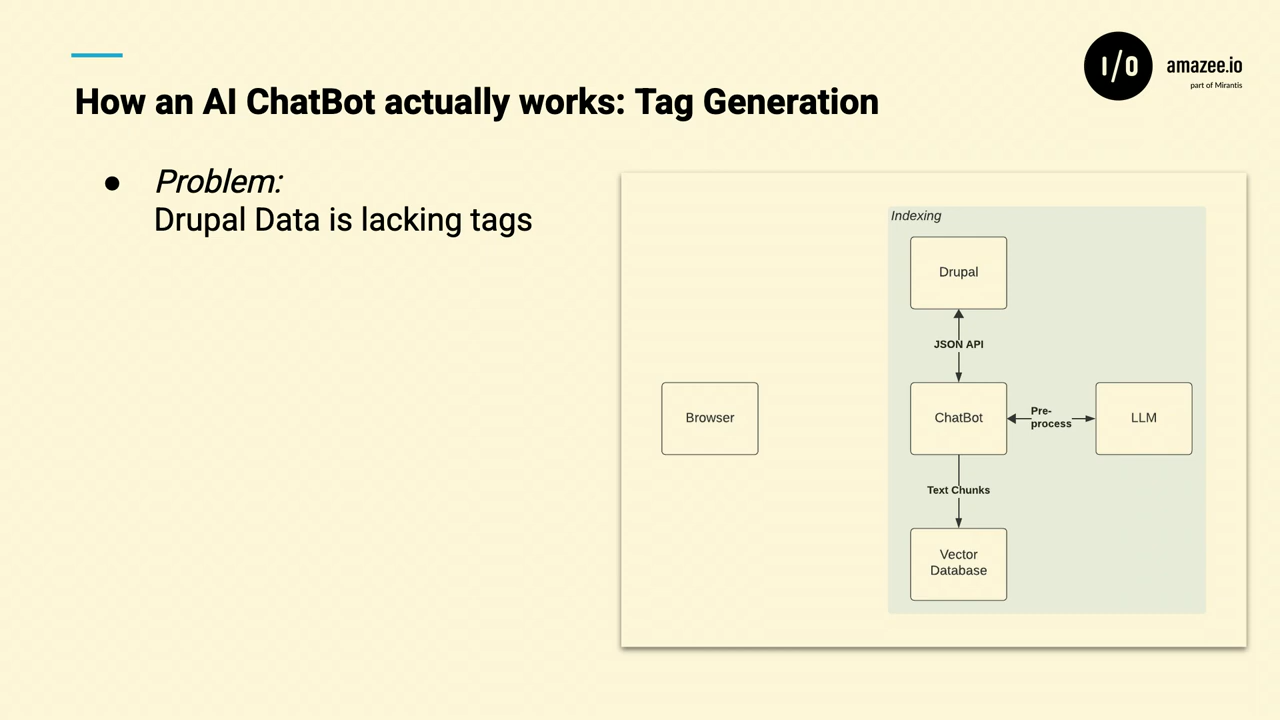 I/O
amazee.io
part of Mirantis
How an AI ChatBot actually works: Tag Generation
● Problem:
Drupal Data is lacking tags
Indexing
Drupal
JSON API
Browser
ChatBot
Pre-
process
LLM
Text Chunks
Vector
Database